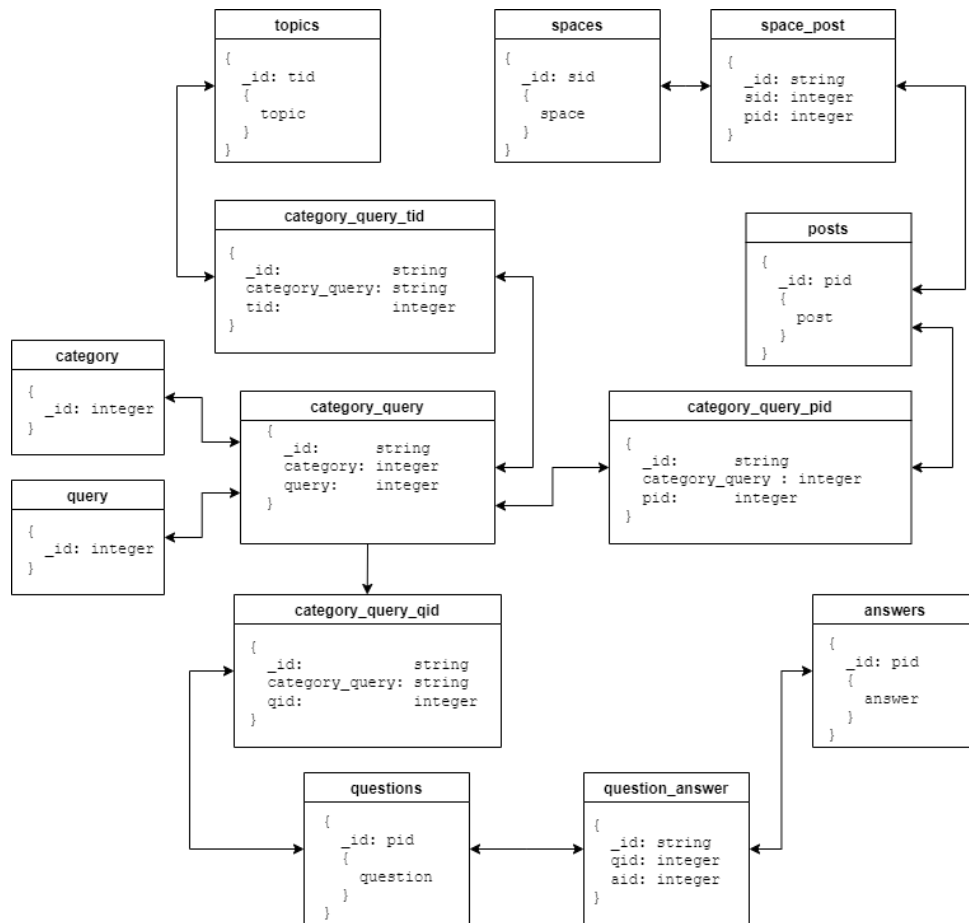 topics
{
_id: tid
{
topic
}
}
spaces
{
_id: sid
{
space
}
}
space_post
{
_id: string
sid: integer
pid: integer
}
category_query_tid
{
_id: string
category_query: string
tid: integer
}
posts
{
_id: pid
{
post
}
}
category
{
_id: integer
}
category_query
{
_id: string
category: integer
query: integer
}
category_query_pid
{
_id: string
category_query : integer
pid: integer
}
query
{
_id: integer
}
category_query_qid
{
_id: string
category_query: string
qid: integer
}
answers
{
_id: pid
{
answer
}
}
questions
{
_id: pid
{
question
}
}
question_answer
{
_id: string
qid: integer
aid: integer
}